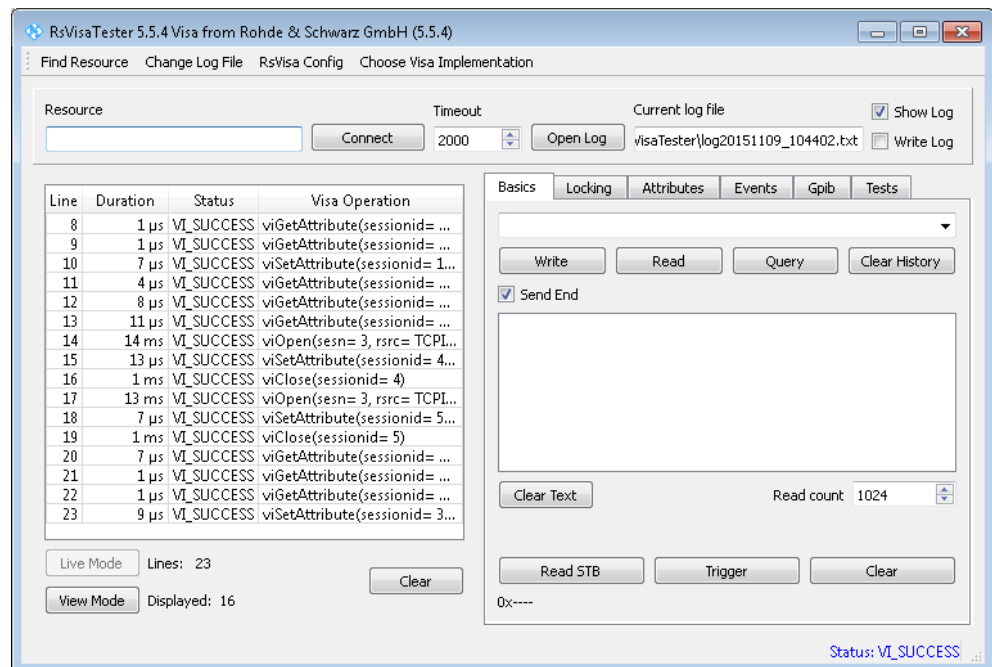 RsVisaTester 5.5.4 Visa from Rohde & Schwarz GmbH (5.5.4)
Find Resource Change Log File RsVisa Config Choose Visa Implementation
Resource Timeout Current log file Show Log
Connect 2000 Open Log visaTester\log20151109_104402.txt Write Log
Basics Locking Attributes Events Gpib Tests
Line Duration Status Visa Operation
8 1 µs VI_SUCCESS viGetAttribute(sessionid= ...
9 1 µs VI_SUCCESS viGetAttribute(sessionid= ...
10 7 µs VI_SUCCESS viSetAttribute(sessionid= 1...
11 4 µs VI_SUCCESS viGetAttribute(sessionid= ...
12 8 µs VI_SUCCESS viGetAttribute(sessionid= ...
13 11 µs VI_SUCCESS viGetAttribute(sessionid= ...
14 14 ms VI_SUCCESS viOpen(sesn= 3, rsrc= TCPI...
15 13 µs VI_SUCCESS viSetAttribute(sessionid= 4...
16 1 ms VI_SUCCESS viClose(sessionid= 4)
17 13 ms VI_SUCCESS viOpen(sesn= 3, rsrc= TCPI...
18 7 µs VI_SUCCESS viSetAttribute(sessionid= 5...
19 1 ms VI_SUCCESS viClose(sessionid= 5)
20 7 µs VI_SUCCESS viGetAttribute(sessionid= ...
21 1 µs VI_SUCCESS viGetAttribute(sessionid= ...
22 1 µs VI_SUCCESS viGetAttribute(sessionid= ...
23 9 µs VI_SUCCESS viSetAttribute(sessionid= 3...
Live Mode Lines: 23
Clear
View Mode Displayed: 16
Write Read Query Clear History
Send End
Clear Text Read count 1024
Read STB Trigger Clear
0x----
Status: VI_SUCCESS